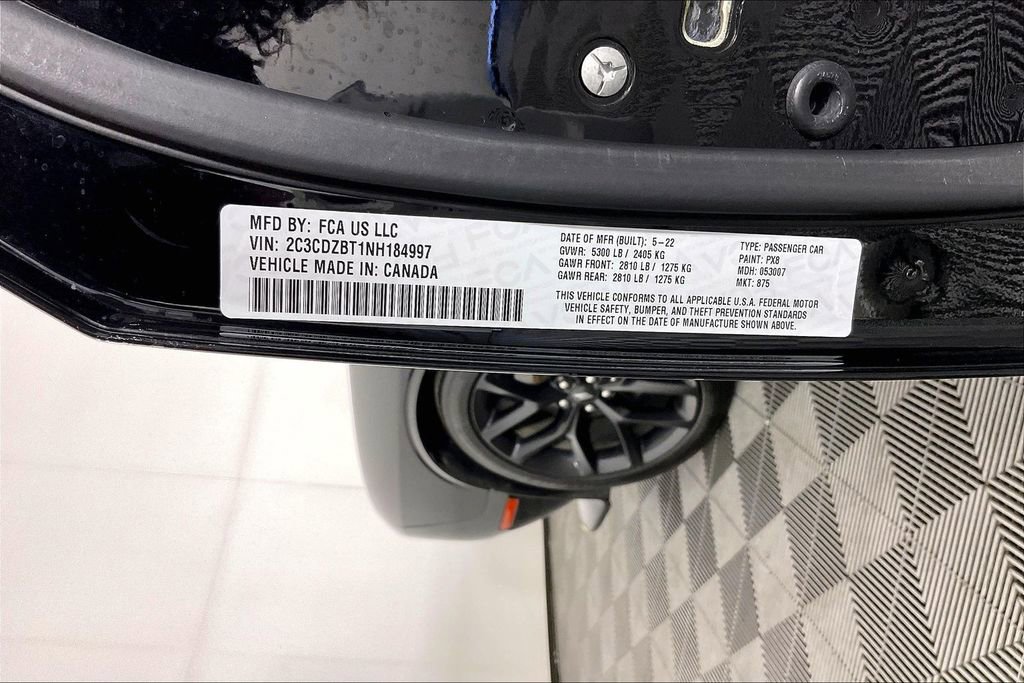 MFD BY: FCA US LLC
VIN: 2C3CDZBT1NH184997
VEHICLE MADE IN: CANADA
DATE OF MFR (BUILT): 5-22
GVWR: 5300 LB / 2405 KG
GAWR FRONT: 2810 LB / 1275 KG
GAWR REAR: 2810 LB / 1275 KG
TYPE: PASSENGER CAR
PAINT: PX8
MDH: 053007
MKT: 875
THIS VEHICLE CONFORMS TO ALL APPLICABLE U.S.A. FEDERAL MOTOR
VEHICLE SAFETY, BUMPER, AND THEFT PREVENTION STANDARDS
IN EFFECT ON THE DATE OF MANUFACTURE SHOWN ABOVE.